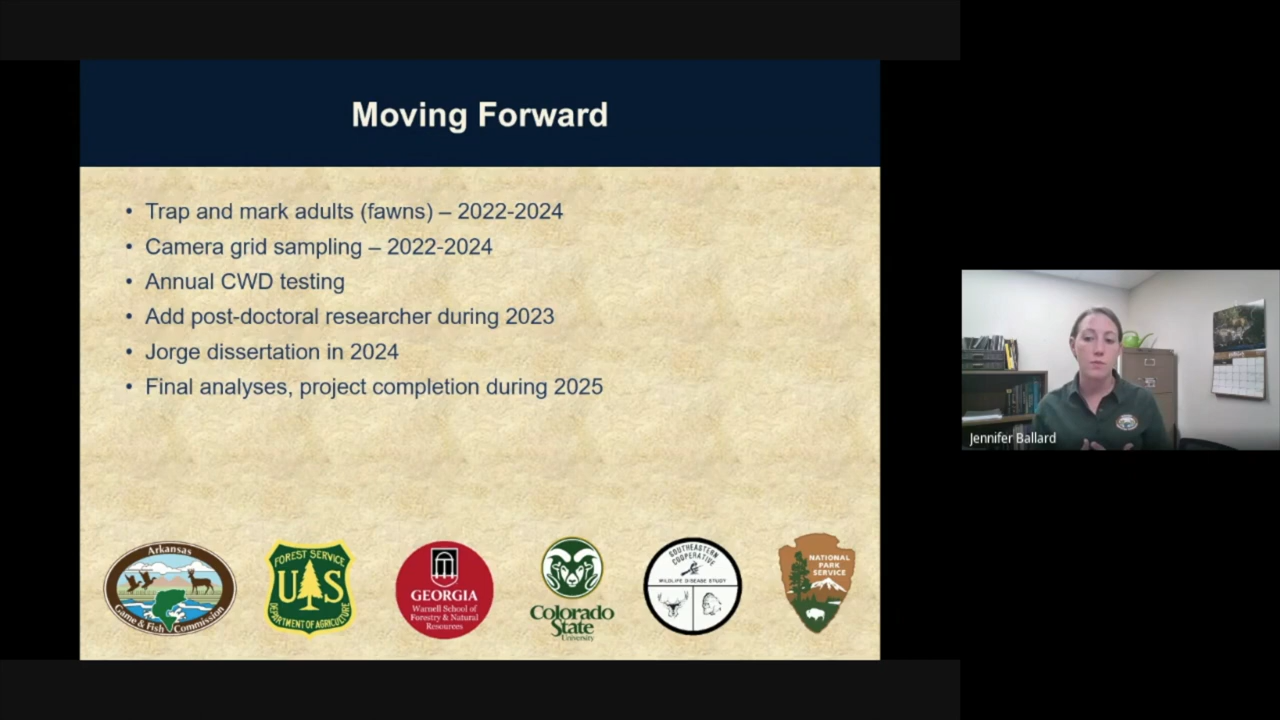 Moving Forward
• Trap and mark adults (fawns) – 2022-2024
• Camera grid sampling – 2022-2024
• Annual CWD testing
• Add post-doctoral researcher during 2023
• Jorge dissertation in 2024
• Final analyses, project completion during 2025
Jennifer Ballard
Arkansas
Game & Fish Commission
FOREST SERVICE
US
DEPARTMENT OF AGRICULTURE
GEORGIA
Warnell School of
Forestry & Natural
Resources
Colorado
State
University
SOUTHEASTERN
COOPERATIVE
WILDLIFE DISEASE STUDY
NATIONAL
PARK
SERVICE